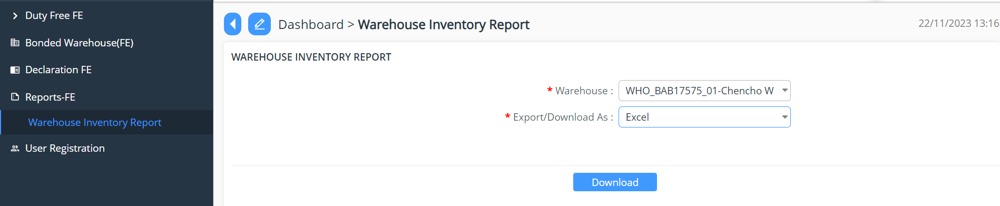 Duty Free FE
Bonded Warehouse(FE)
Declaration FE
Reports-FE
Warehouse Inventory Report
User Registration
Dashboard > Warehouse Inventory Report
22/11/2023 13:16
WAREHOUSE INVENTORY REPORT
* Warehouse : WHO_BAB17575_01-Chencho W
* Export/Download As : Excel
Download